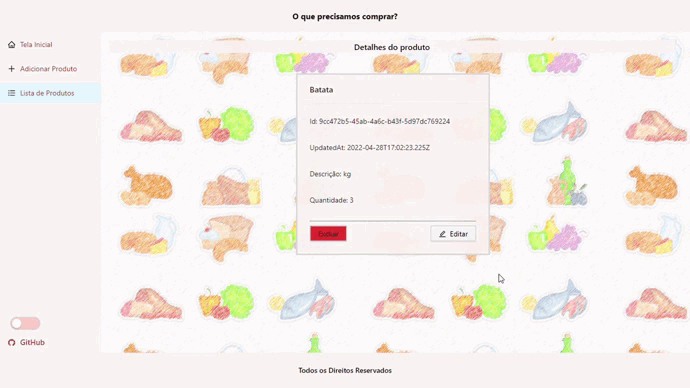 O que precisamos comprar?
Tela Inicial
Adicionar Produto
Lista de Produtos
GitHub
Detalhes do produto
Batata
Id: 9cc472b5-45ab-4a6c-b43f-5d97dc769224
UpdatedAt: 2022-04-28T17:02:23.225Z
Descrição: kg
Quantidade: 3
Editar
Todos os Direitos Reservados